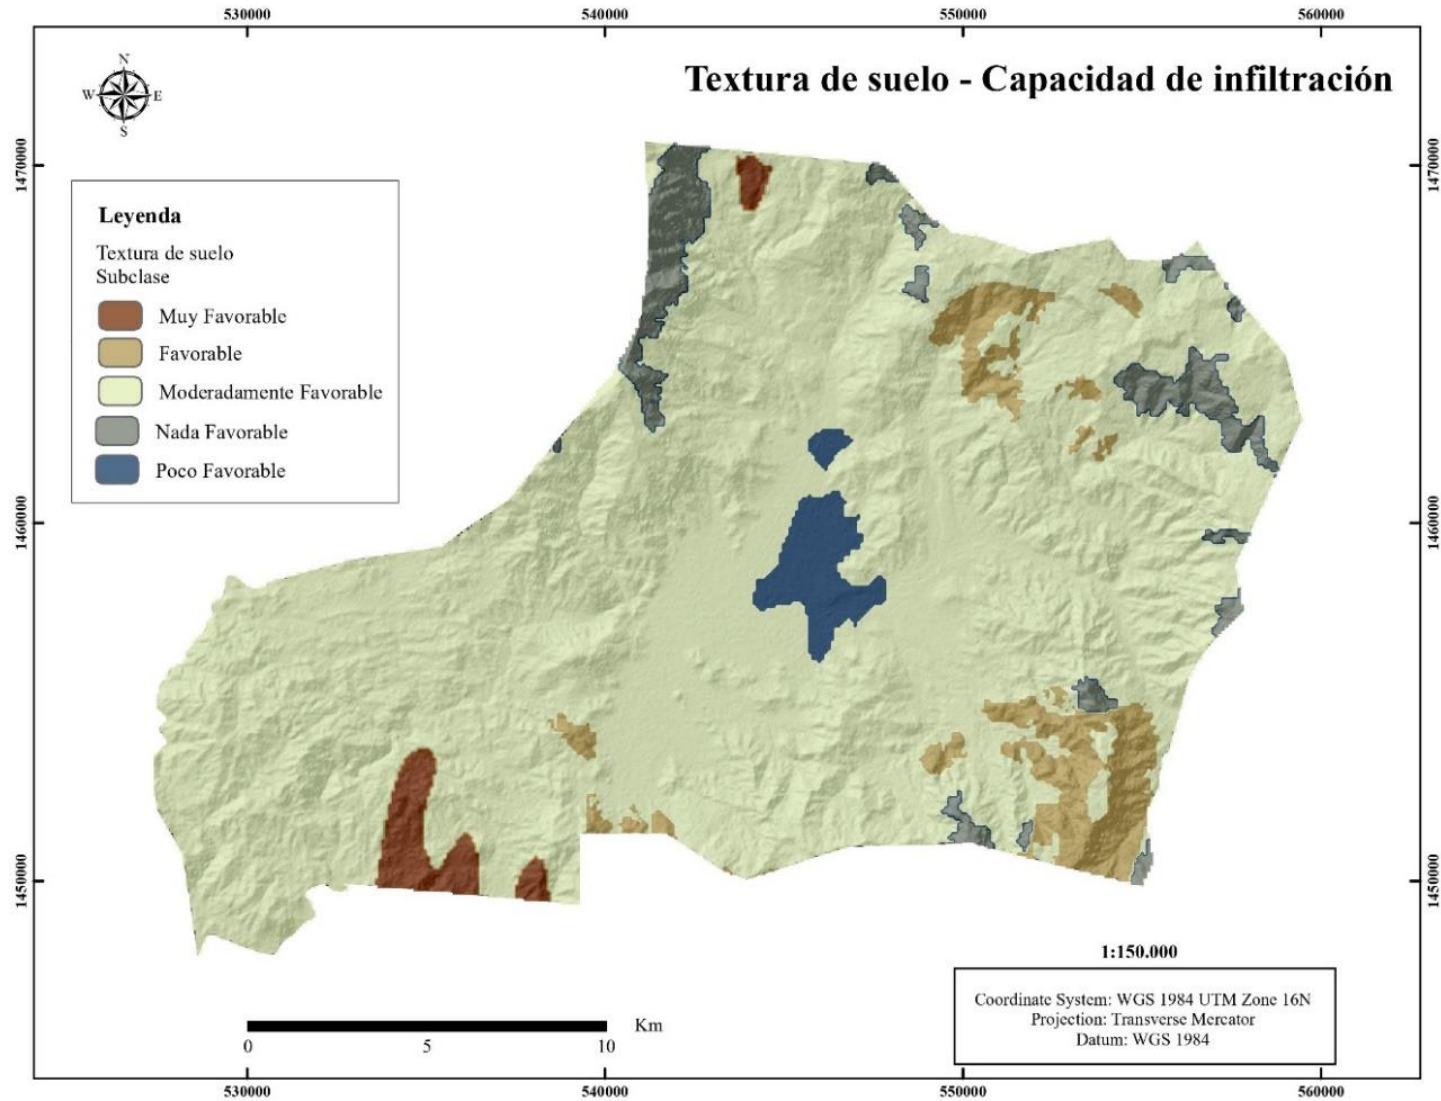 530000 540000 550000 560000
N
W E
S
Textura de suelo - Capacidad de infiltración
1470000 1470000
Leyenda
Textura de suelo
Subclase
Muy Favorable
Favorable
Moderadamente Favorable
Nada Favorable
Poco Favorable
1460000 1460000
1450000 1450000
1:150.000
Coordinate System: WGS 1984 UTM Zone 16N
Projection: Transverse Mercator
Datum: WGS 1984
Km
0 5 10
530000 540000 550000 560000